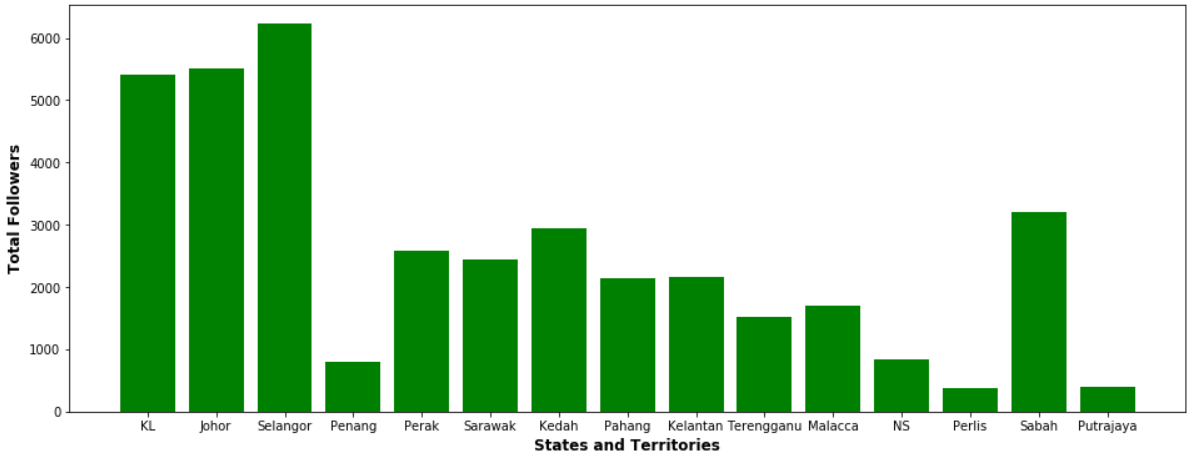 Total Followers
6000
5000
4000
3000
2000
1000
0
KL Johor Selangor Penang Perak Sarawak Kedah Pahang Kelantan Terengganu Malacca NS Perlis Sabah Putrajaya
States and Territories